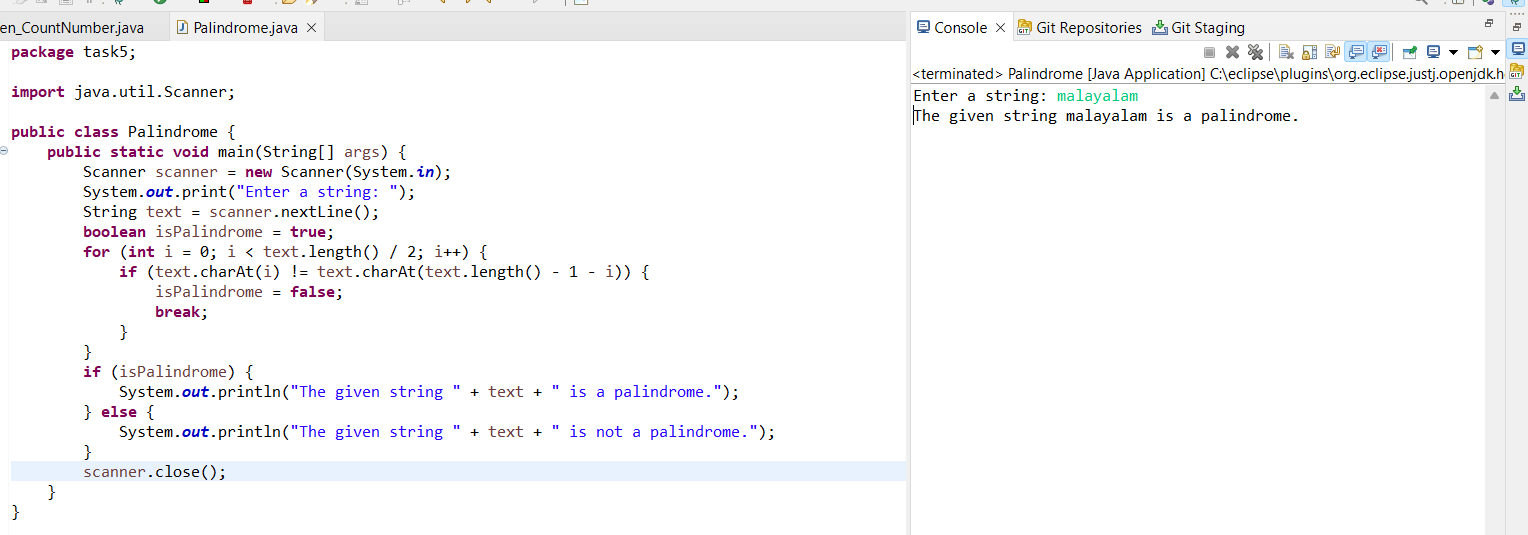 en_CountNumber.java
Palindrome.java
package task5;
import java.util.Scanner;
public class Palindrome {
    public static void main(String[] args) {
        Scanner scanner = new Scanner(System.in);
        System.out.print("Enter a string: ");
        String text = scanner.nextLine();
        boolean isPalindrome = true;
        for (int i = 0; i < text.length() / 2; i++) {
            if (text.charAt(i) != text.charAt(text.length() - 1 - i)) {
                isPalindrome = false;
                break;
            }
        }
        if (isPalindrome) {
            System.out.println("The given string " + text + " is a palindrome.");
        } else {
            System.out.println("The given string " + text + " is not a palindrome.");
        }
        scanner.close();
    }
}
Console
Git Repositories
Git Staging
<terminated> Palindrome [Java Application] C:\eclipse\plugins\org.eclipse.justj.openjdk.h
Enter a string: malayalam
The given string malayalam is a palindrome.